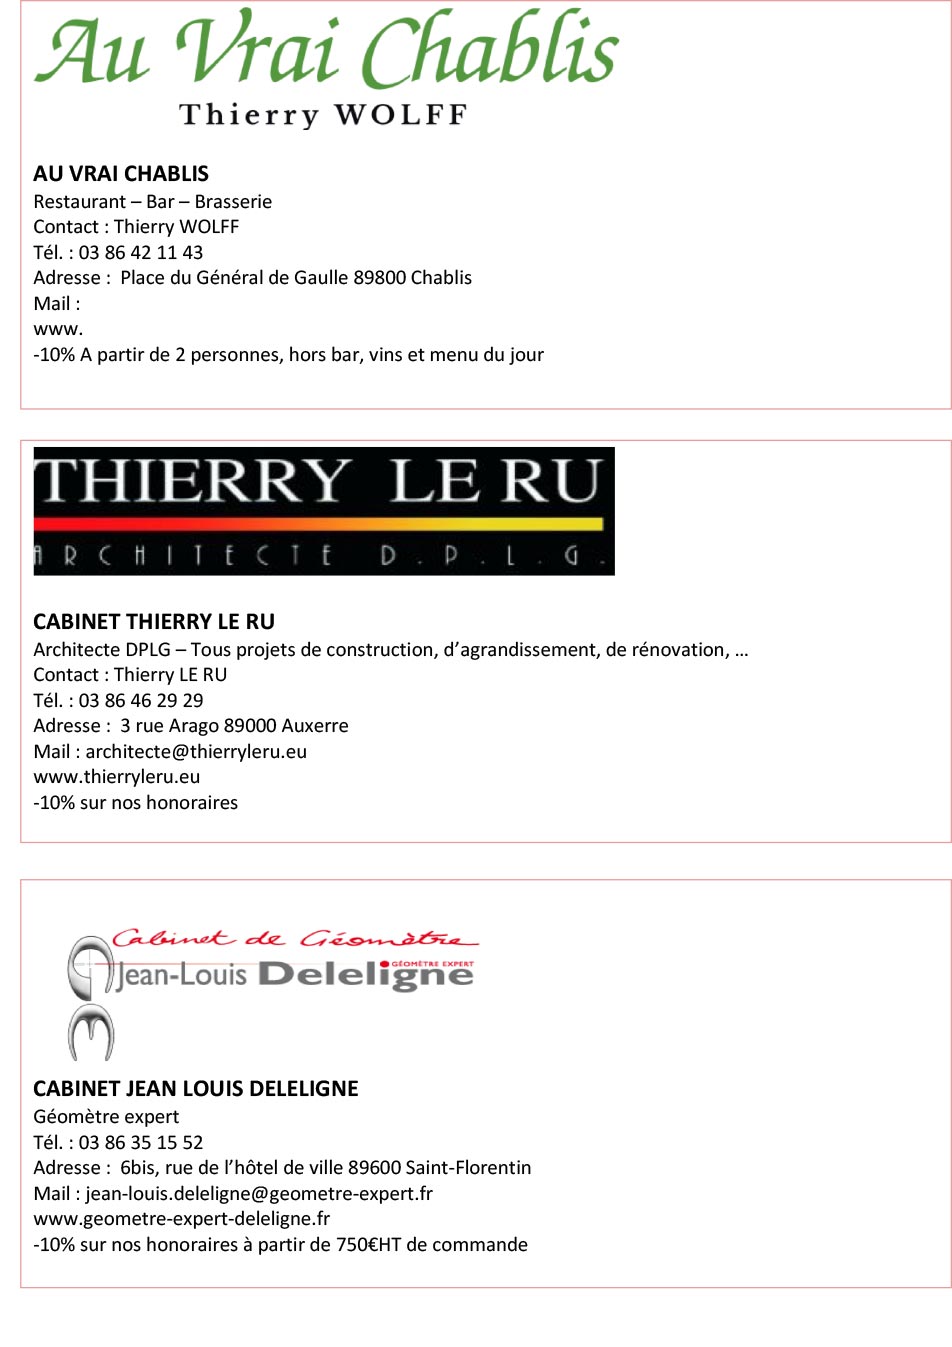 Au Vrai Chablis
Thierry WOLFF
AU VRAI CHABLIS
Restaurant – Bar – Brasserie
Contact : Thierry WOLFF
Tél. : 03 86 42 11 43
Adresse :  Place du Général de Gaulle 89800 Chablis
Mail :
www.
-10% A partir de 2 personnes, hors bar, vins et menu du jour
THIERRY LE RU
ARCHITECTE D.P.L.G.
CABINET THIERRY LE RU
Architecte DPLG – Tous projets de construction, d’agrandissement, de rénovation, …
Contact : Thierry LE RU
Tél. : 03 86 46 29 29
Adresse :  3 rue Arago 89000 Auxerre
Mail : architecte@thierryleru.eu
www.thierryleru.eu
-10% sur nos honoraires
Cabinet de Géomètre
GÉOMÈTRE EXPERT
Jean-Louis Deleligne
CABINET JEAN LOUIS DELELIGNE
Géomètre expert
Tél. : 03 86 35 15 52
Adresse :  6bis, rue de l’hôtel de ville 89600 Saint-Florentin
Mail : jean-louis.deleligne@geometre-expert.fr
www.geometre-expert-deleligne.fr
-10% sur nos honoraires à partir de 750€HT de commande